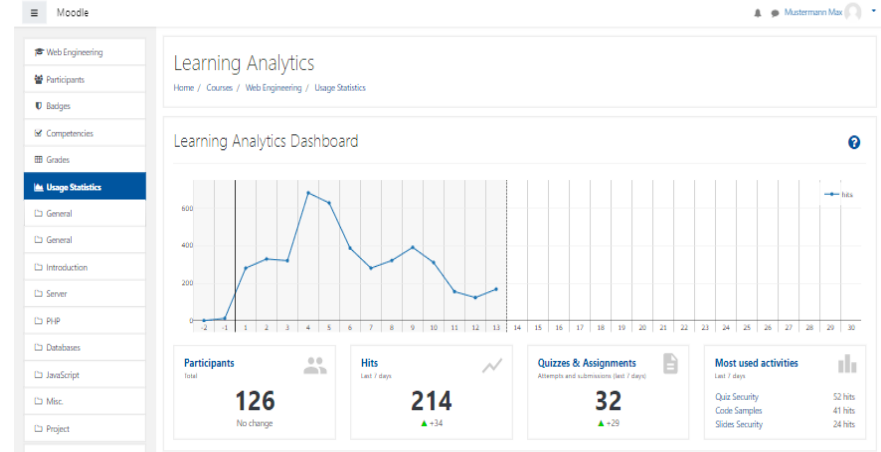 Moodle
Mustermann Max
Web Engineering
Participants
Badges
Competencies
Grades
Usage Statistics
General
General
Introduction
Server
PHP
Databases
JavaScript
Misc.
Project
Learning Analytics
Home / Courses / Web Engineering / Usage Statistics
Learning Analytics Dashboard
?
hits
600
400
200
0
-2 -1 1 2 3 4 5 6 7 8 9 10 11 12 13 14 15 16 17 18 19 20 21 22 23 24 25 26 27 28 29 30
Participants
Total
126
No change
Hits
Last 7 days
214
▲ +34
Quizzes & Assignments
Attempts and submissions (last 7 days)
32
▲ +29
Most used activities
Last 7 days
Quiz Security 52 hits
Code Samples 41 hits
Slides Security 24 hits